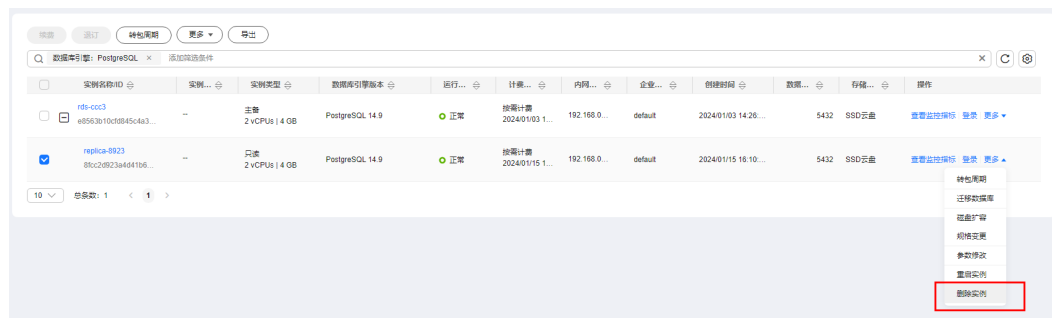 续费 退订 转包周期 更多 导出
数据库引擎: PostgreSQL × 添加筛选条件
实例名称/ID 实例... 实例类型 数据库引擎版本 运行... 计费... 内网... 企业... 创建时间 数据... 存储... 操作
rds-ccc3
e8563b10cfd845c4a3...
--
主备
2 vCPUs | 4 GB
PostgreSQL 14.9
正常
按需计费
2024/01/03 1...
192.168.0...
default
2024/01/03 14:26:...
5432
SSD云盘
查看监控指标 登录 更多
replica-8923
8fcc2d923a4d41b6...
--
只读
2 vCPUs | 4 GB
PostgreSQL 14.9
正常
按需计费
2024/01/15 1...
192.168.0...
default
2024/01/15 16:10:...
5432
SSD云盘
查看监控指标 登录 更多
10 总条数: 1 < 1 >
转包周期
迁移数据库
磁盘扩容
规格变更
参数修改
重启实例
删除实例